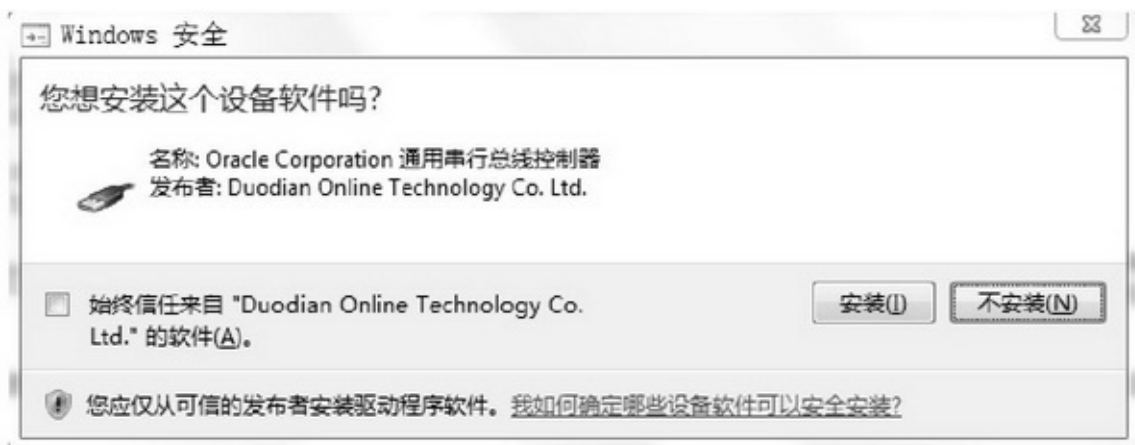 Windows 安全
您想安装这个设备软件吗?
名称: Oracle Corporation 通用串行总线控制器
发布者: Duodian Online Technology Co. Ltd.
始终信任来自 "Duodian Online Technology Co.
Ltd." 的软件(A)。
安装(I)
不安装(N)
您应仅从可信的发布者安装驱动程序软件。我如何确定哪些设备软件可以安全安装?